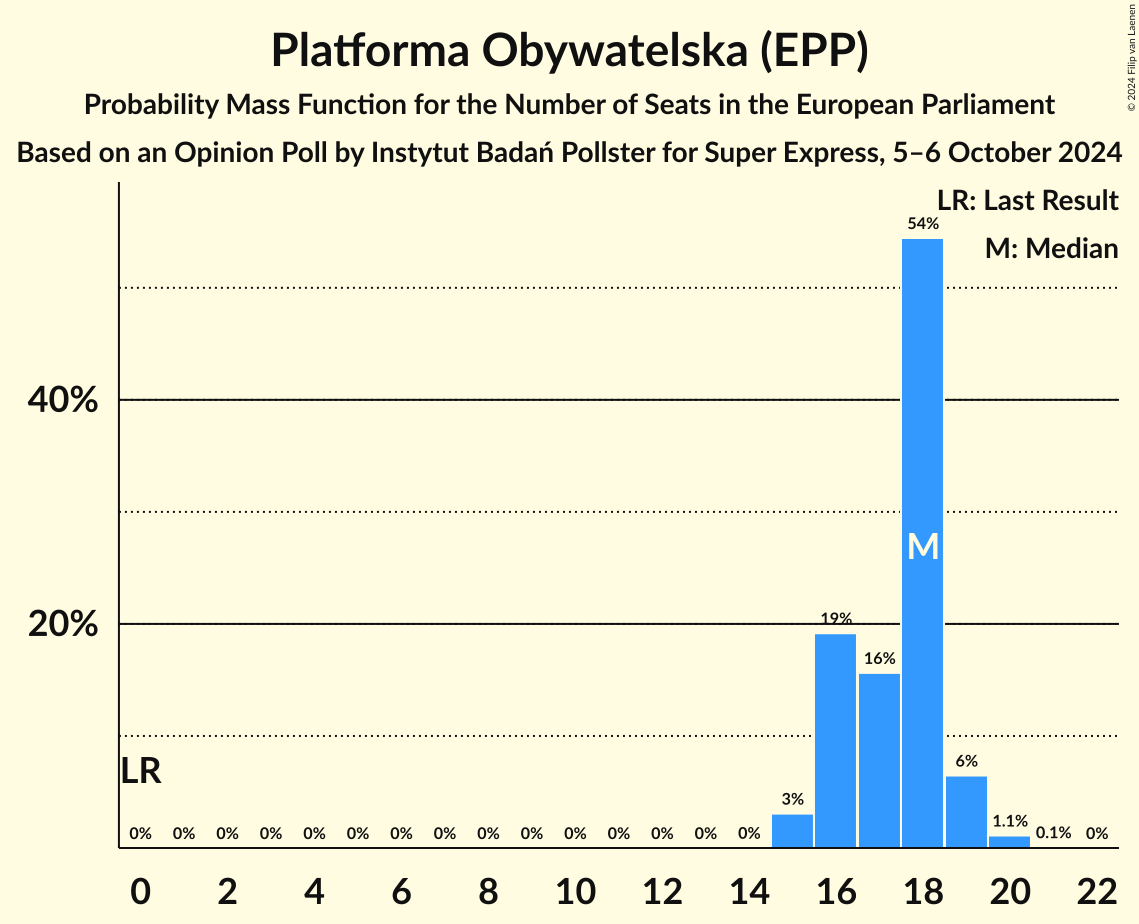 Platforma Obywatelska (EPP)
Probability Mass Function for the Number of Seats in the European Parliament
Based on an Opinion Poll by Instytut Badań Pollster for Super Express, 5–6 October 2024
© 2024 Filip van Laenen
LR: Last Result
M: Median
54%
40%
M
20%
19%
16%
LR
6%
3%
1.1%
0% 0% 0% 0% 0% 0% 0% 0% 0% 0% 0% 0% 0% 0% 0% 0.1% 0%
0 2 4 6 8 10 12 14 16 18 20 22